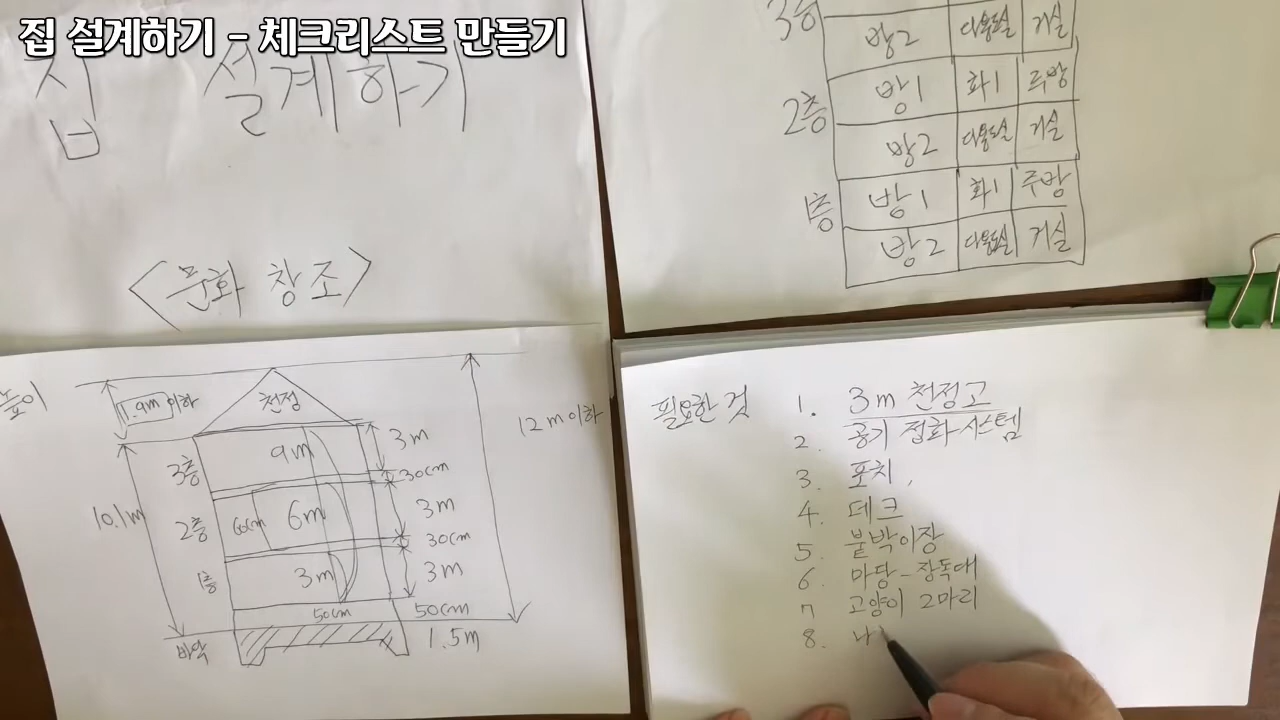 집 설계하기 - 체크리스트 만들기
집 설계하기
<문화 창조>
3층
방2 다용도실 거실
2층
방1 화1 주방
방2 다용도실 거실
1층
방1 화1 주방
방2 다용도실 거실
높이
1.9m 이하
천정
12m 이하
3층
9m
3m
30cm
10.1m
2층
60cm
6m
3m
30cm
1층
3m
3m
50cm
50cm
바닥
1.5m
필요한 것
1. 3m 천정고
2. 공기 정화 시스템
3. 포치,
4. 데크
5. 붙박이장
6. 마당 - 장독대
7 고양이 2마리
8. 나